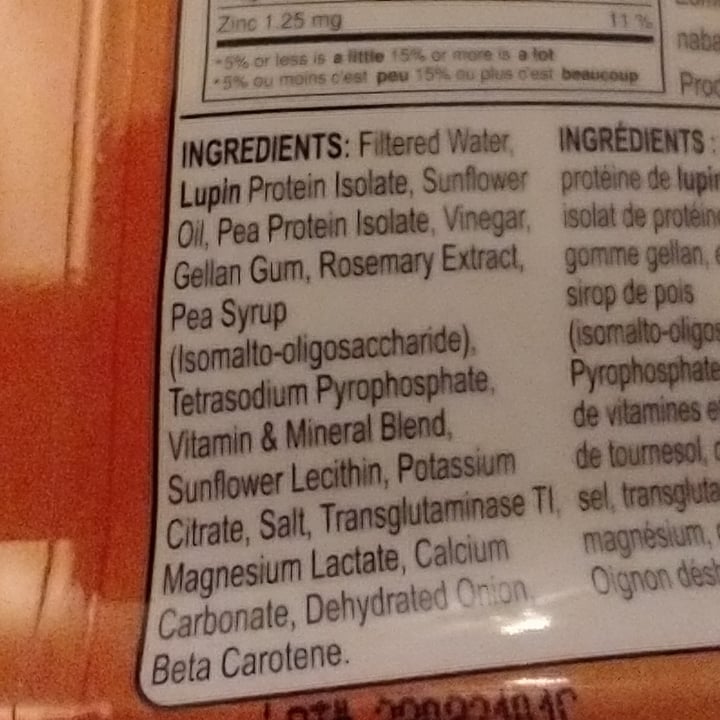 Zinc 1.25 mg 11 %
*5% or less is a little 15% or more is a lot
*5% ou moins c'est peu 15% ou plus c'est beaucoup
INGREDIENTS: Filtered Water,
Lupin Protein Isolate, Sunflower
Oil, Pea Protein Isolate, Vinegar,
Gellan Gum, Rosemary Extract,
Pea Syrup
(Isomalto-oligosaccharide),
Tetrasodium Pyrophosphate,
Vitamin & Mineral Blend,
Sunflower Lecithin, Potassium
Citrate, Salt, Transglutaminase TI,
Magnesium Lactate, Calcium
Carbonate, Dehydrated Onion,
Beta Carotene.
INGRÉDIENTS :
protéine de lupin
isolat de protéin
gomme gellan,
sirop de pois
(isomalto-oligos
Pyrophosphate
de vitamines e
de tournesol,
sel, transgluta
magnésium,
Oignon désh